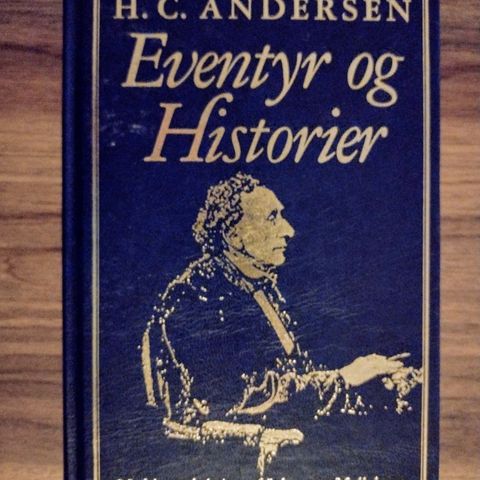 H. C. ANDERSEN
Eventyr og
Historier